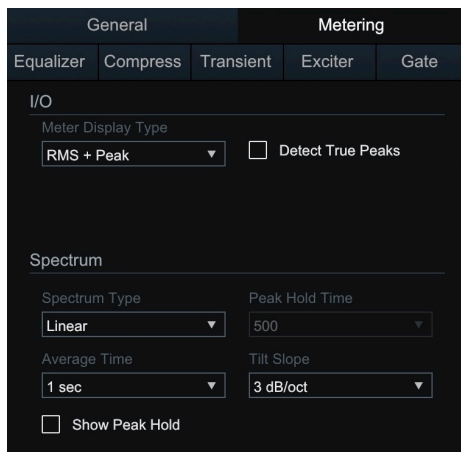 General Metering
Equalizer Compress Transient Exciter Gate
I/O
Meter Display Type
RMS + Peak
Detect True Peaks
Spectrum
Spectrum Type Peak Hold Time
Linear 500
Average Time Tilt Slope
1 sec 3 dB/oct
Show Peak Hold